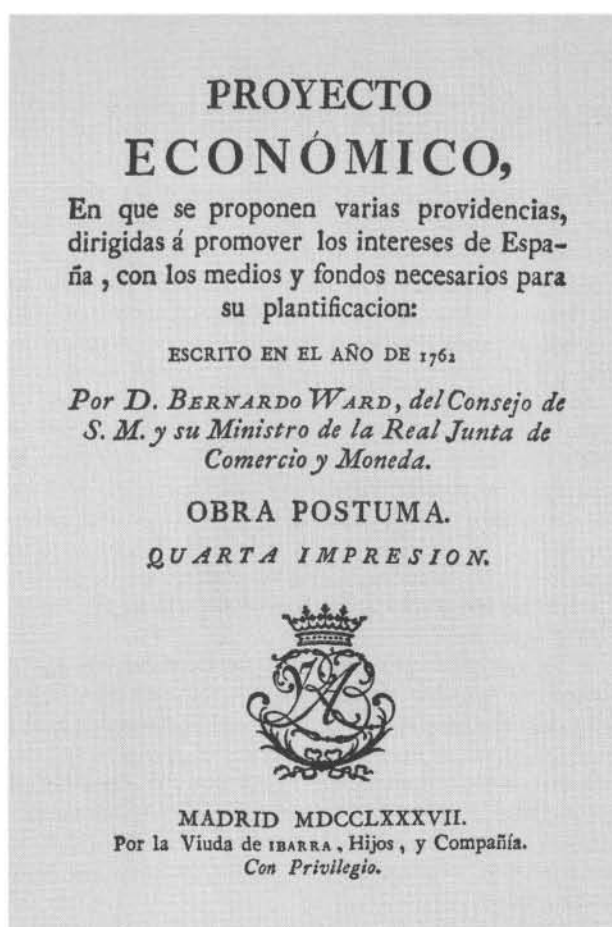 PROYECTO
ECONÓMICO,
En que se proponen varias providencias,
dirigidas á promover los intereses de Espa-
ña , con los medios y fondos necesarios para
su plantificacion:
ESCRITO EN EL AÑO DE 1762
Por D. BERNARDO WARD, del Consejo de
S. M. y su Ministro de la Real Junta de
Comercio y Moneda.
OBRA POSTUMA.
QUARTA IMPRESION.
MADRID MDCCLXXXVII.
Por la Viuda de IBARRA , Hijos , y Compañía.
Con Privilegio.